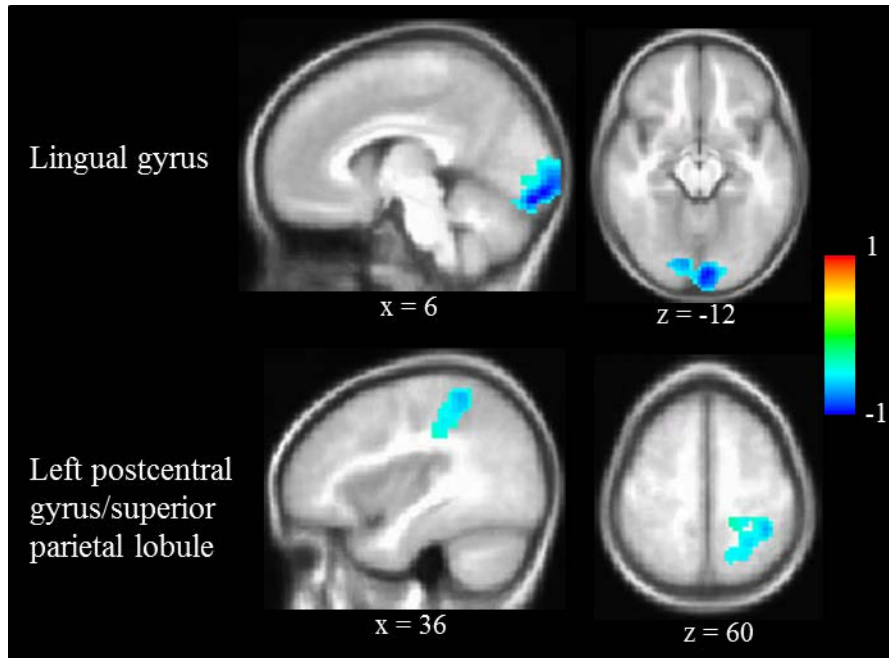 Lingual gyrus
x = 6
z = -12
1
-1
Left postcentral
gyrus/superior
parietal lobule
x = 36
z = 60